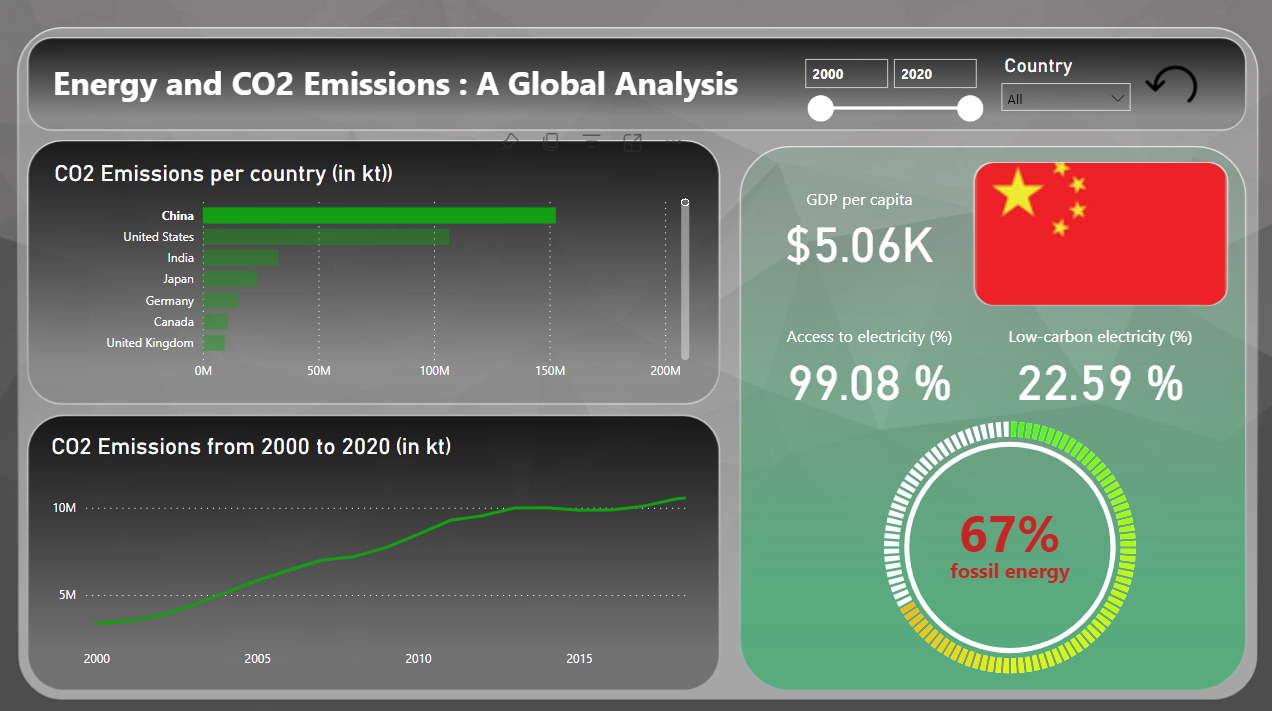 Energy and CO2 Emissions : A Global Analysis
2000
2020
Country
All
CO2 Emissions per country (in kt))
China
United States
India
Japan
Germany
Canada
United Kingdom
0M 50M 100M 150M 200M
CO2 Emissions from 2000 to 2020 (in kt)
10M
5M
2000 2005 2010 2015
GDP per capita
$5.06K
Access to electricity (%)
99.08 %
Low-carbon electricity (%)
22.59 %
67%
fossil energy